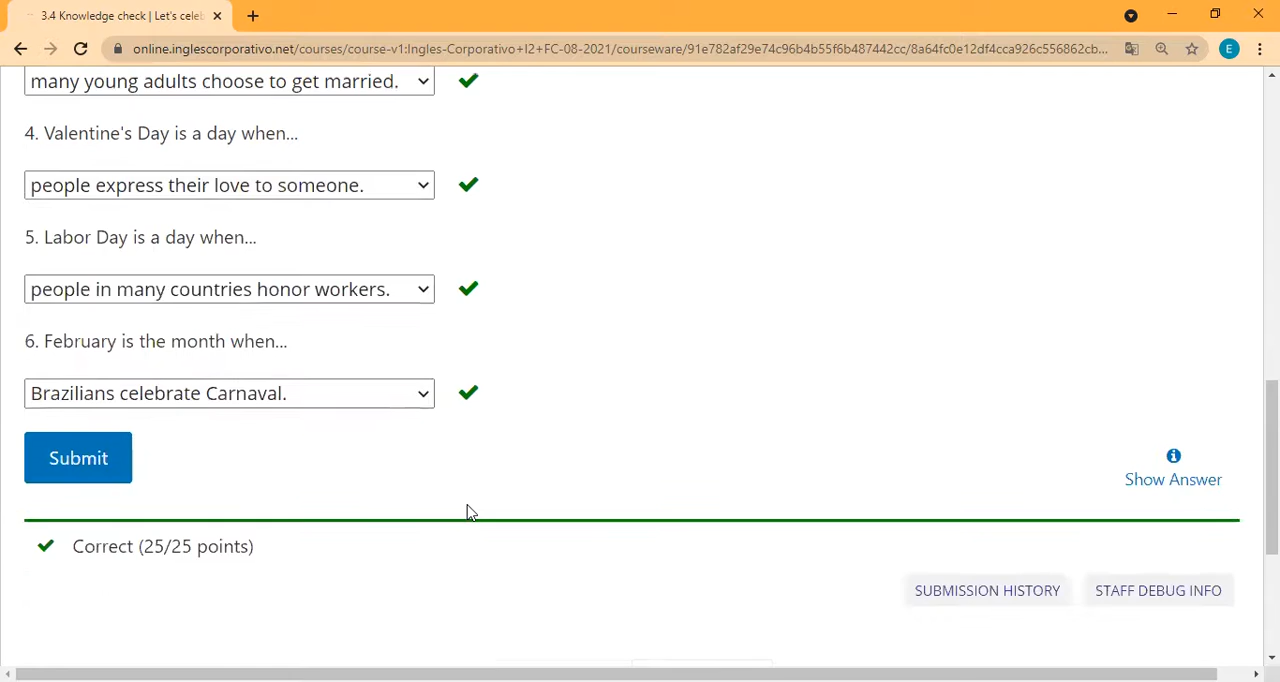 3.4 Knowledge check | Let's celeb
online.inglescorporativo.net/courses/course-v1:Ingles-Corporativo+I2+FC-08-2021/courseware/91e782af29e74c96b4b55f6b487442cc/8a64fc0e12df4cca926c556862cb...
E
many young adults choose to get married.
4. Valentine's Day is a day when...
people express their love to someone.
5. Labor Day is a day when...
people in many countries honor workers.
6. February is the month when...
Brazilians celebrate Carnaval.
Submit
Show Answer
Correct (25/25 points)
SUBMISSION HISTORY
STAFF DEBUG INFO